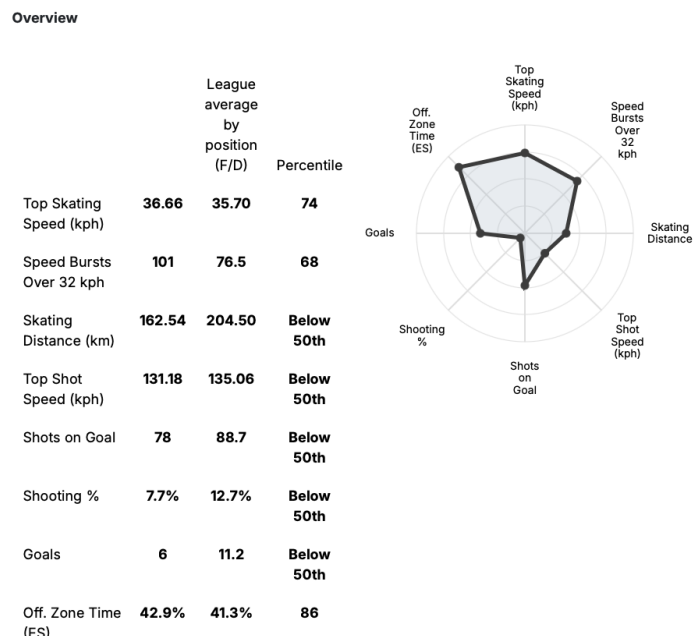 Overview
League
average
by
position
(F/D)
Percentile
Top Skating
Speed (kph)
36.66
35.70
74
Speed Bursts
Over 32 kph
101
76.5
68
Skating
Distance (km)
162.54
204.50
Below
50th
Top Shot
Speed (kph)
131.18
135.06
Below
50th
Shots on Goal
78
88.7
Below
50th
Shooting %
7.7%
12.7%
Below
50th
Goals
6
11.2
Below
50th
Off. Zone Time
(ES)
42.9%
41.3%
86
Top
Skating
Speed
(kph)
Speed
Bursts
Over
32
kph
Skating
Distance
Top
Shot
Speed
(kph)
Shots
on
Goal
Shooting
%
Goals
Off.
Zone
Time
(ES)